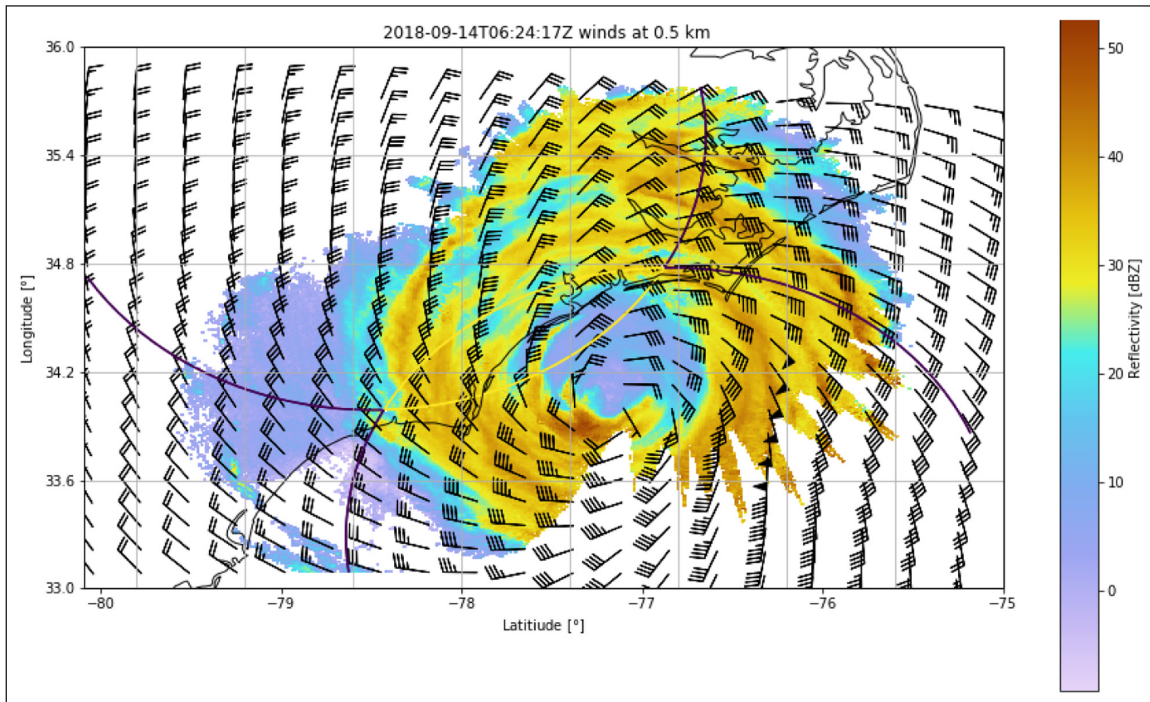 2018-09-14T06:24:17Z winds at 0.5 km
36.0
35.4
34.8
34.2
33.6
33.0
Longitude [°]
−80 −79 −78 −77 −76 −75
Latitiude [°]
50
40
30
20
10
0
Reflectivity [dBZ]